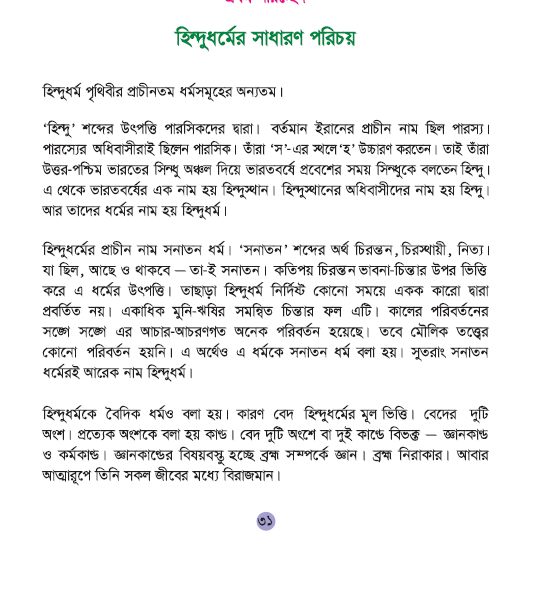 হিন্দুধর্মের সাধারণ পরিচয়
হিন্দুধর্ম পৃথিবীর প্রাচীনতম ধর্মসমূহের অন্যতম।
‘হিন্দু’ শব্দের উৎপত্তি পারসিকদের দ্বারা। বর্তমান ইরানের প্রাচীন নাম ছিল পারস্য।
পারস্যের অধিবাসীরাই ছিলেন পারসিক। তাঁরা ‘স’-এর স্থলে ‘হ’ উচ্চারণ করতেন। তাই তাঁরা
উত্তর-পশ্চিম ভারতের সিন্ধু অঞ্চল দিয়ে ভারতবর্ষে প্রবেশের সময় সিন্ধুকে বলতেন হিন্দু।
এ থেকে ভারতবর্ষের এক নাম হয় হিন্দুস্থান। হিন্দুস্থানের অধিবাসীদের নাম হয় হিন্দু।
আর তাদের ধর্মের নাম হয় হিন্দুধর্ম।
হিন্দুধর্মের প্রাচীন নাম সনাতন ধর্ম। ‘সনাতন’ শব্দের অর্থ চিরন্তন, চিরস্থায়ী, নিত্য।
যা ছিল, আছে ও থাকবে – তা-ই সনাতন। কতিপয় চিরন্তন ভাবনা-চিন্তার উপর ভিত্তি
করে এ ধর্মের উৎপত্তি। তাছাড়া হিন্দুধর্ম নির্দিষ্ট কোনো সময়ে একক কারো দ্বারা
প্রবর্তিত নয়। একাধিক মুনি-ঋষির সমন্বিত চিন্তার ফল এটি। কালের পরিবর্তনের
সঙ্গে সঙ্গে এর আচার-আচরণগত অনেক পরিবর্তন হয়েছে। তবে মৌলিক তত্ত্বের
কোনো পরিবর্তন হয়নি। এ অর্থেও এ ধর্মকে সনাতন ধর্ম বলা হয়। সুতরাং সনাতন
ধর্মেরই আরেক নাম হিন্দুধর্ম।
হিন্দুধর্মকে বৈদিক ধর্মও বলা হয়। কারণ বেদ হিন্দুধর্মের মূল ভিত্তি। বেদের দুটি
অংশ। প্রত্যেক অংশকে বলা হয় কান্ড। বেদ দুটি অংশে বা দুই কাণ্ডে বিভক্ত – জ্ঞানকান্ড
ও কর্মকান্ড। জ্ঞানকান্ডের বিষয়বস্তু হচ্ছে ব্রহ্ম সম্পর্কে জ্ঞান। ব্রহ্ম নিরাকার। আবার
আত্মারূপে তিনি সকল জীবের মধ্যে বিরাজমান।
৩১